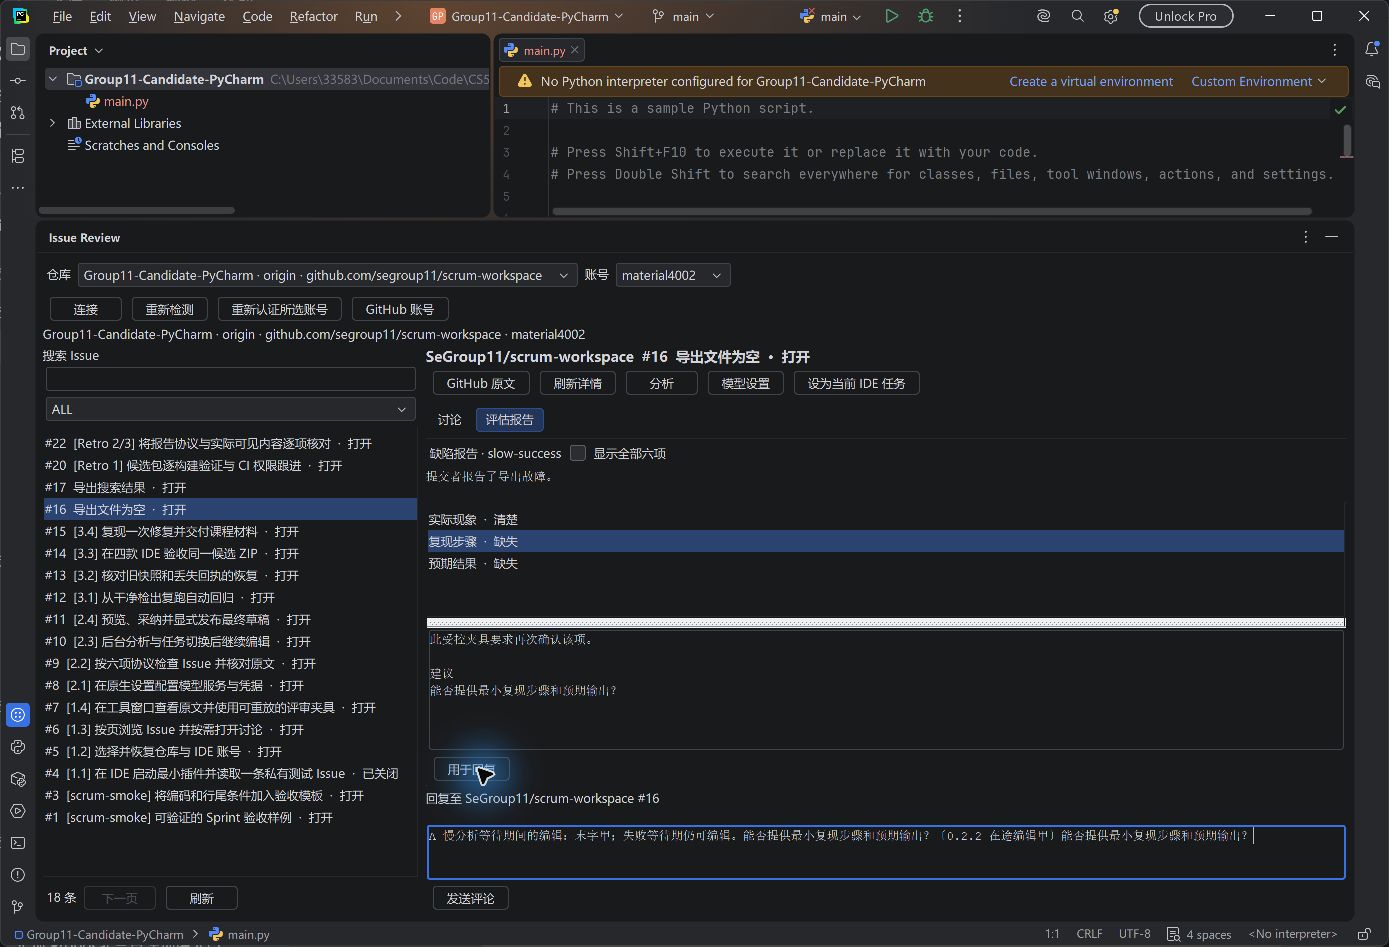 File Edit View Navigate Code Refactor Run GP Group11-Candidate-PyCharm main main Unlock Pro
Project
Group11-Candidate-PyCharm C:\Users\33583\Documents\Code\CS5
main.py
External Libraries
Scratches and Consoles
main.py
No Python interpreter configured for Group11-Candidate-PyCharm Create a virtual environment Custom Environment
1 # This is a sample Python script.
2
3 # Press Shift+F10 to execute it or replace it with your code.
4 # Press Double Shift to search everywhere for classes, files, tool windows, actions, and settings.
5
Issue Review
仓库 Group11-Candidate-PyCharm · origin · github.com/segroup11/scrum-workspace 账号 material4002
连接 重新检测 重新认证所选账号 GitHub 账号
Group11-Candidate-PyCharm · origin · github.com/segroup11/scrum-workspace · material4002
搜索 Issue
ALL
#22 [Retro 2/3] 将报告协议与实际可见内容逐项核对 · 打开
#20 [Retro 1] 候选包逐构建验证与 CI 权限跟进 · 打开
#17 导出搜索结果 · 打开
#16 导出文件为空 · 打开
#15 [3.4] 复现一次修复并交付课程材料 · 打开
#14 [3.3] 在四款 IDE 验收同一候选 ZIP · 打开
#13 [3.2] 核对旧快照和丢失回执的恢复 · 打开
#12 [3.1] 从干净检出复跑自动回归 · 打开
#11 [2.4] 预览、采纳并显式发布最终草稿 · 打开
#10 [2.3] 后台分析与任务切换后继续编辑 · 打开
#9 [2.2] 按六项协议检查 Issue 并核对原文 · 打开
#8 [2.1] 在原生设置配置模型服务与凭据 · 打开
#7 [1.4] 在工具窗口查看原文并使用可重放的评审夹具 · 打开
#6 [1.3] 按页浏览 Issue 并按需打开讨论 · 打开
#5 [1.2] 选择并恢复仓库与 IDE 账号 · 打开
#4 [1.1] 在 IDE 启动最小插件并读取一条私有测试 Issue · 已关闭
#3 [scrum-smoke] 将编码和行尾条件加入验收模板 · 打开
#1 [scrum-smoke] 可验证的 Sprint 验收样例 · 打开
18 条 下一页 刷新
SeGroup11/scrum-workspace #16 导出文件为空 • 打开
GitHub 原文 刷新详情 分析 模型设置 设为当前 IDE 任务
讨论 评估报告
缺陷报告 · slow-success 显示全部六项
提交者报告了导出故障。
实际现象 · 清楚
复现步骤 · 缺失
预期结果 · 缺失
此受控夹具要求再次确认该项。
建议
能否提供最小复现步骤和预期输出？
用于回复
回复至 SeGroup11/scrum-workspace #16
A 慢分析等待期间的编辑：未字甲；失败等待期仍可编辑。能否提供最小复现步骤和预期输出？（0.2.2 在途编辑甲）能否提供最小复现步骤和预期输出？
发送评论
Group11-Candidate-PyCharm main.py 1:1 CRLF UTF-8 4 spaces <No interpreter>